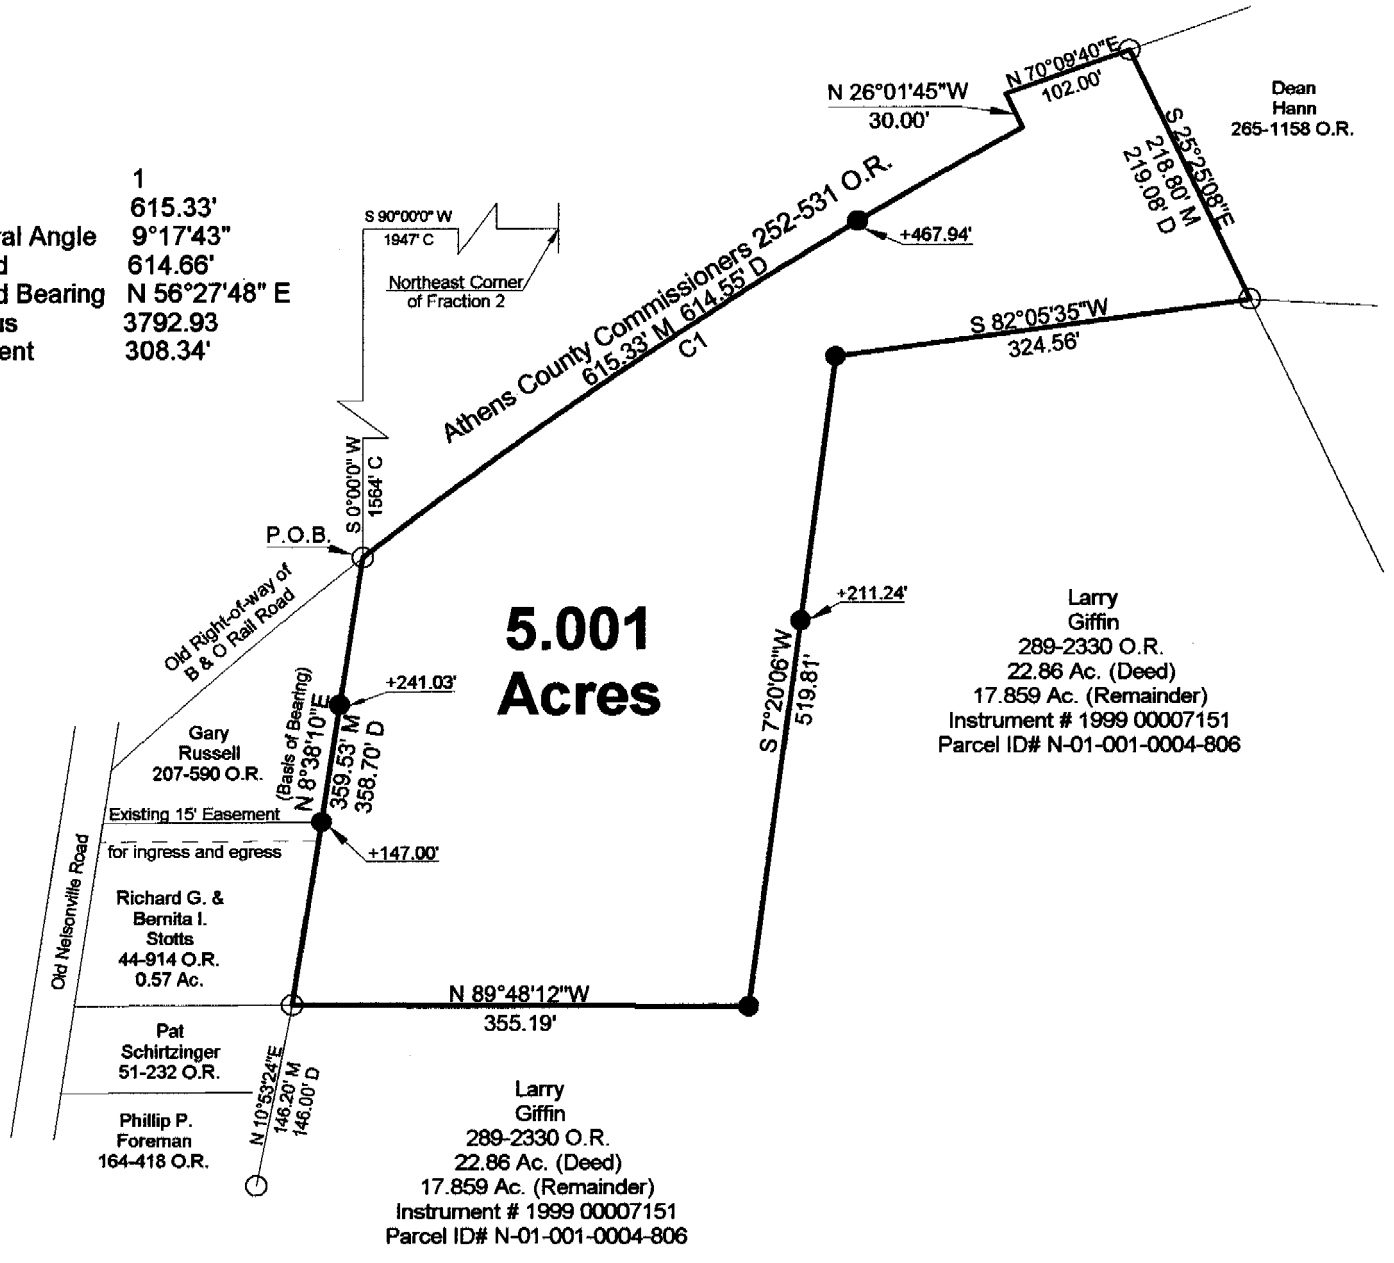 N 70°09'40"E
102.00'
N 26°01'45"W
30.00'
Dean
Hann
265-1158 O.R.
S 25°25'08"E
218.80' M
219.08' D
1
615.33'
ral Angle 9°17'43"
d 614.66'
d Bearing N 56°27'48" E
us 3792.93
ent 308.34'
S 90°00'0" W
1947' C
Northeast Corner
of Fraction 2
Athens County Commissioners 252-531 O.R.
615.33' M 614.55' D
C1
+467.94'
S 82°05'35"W
324.56'
S 0°00'0" W
1564' C
P.O.B.
Old Right-of-way of
B & O Rail Road
5.001
Acres
+211.24'
S 7°20'06"W
519.81'
Larry
Giffin
289-2330 O.R.
22.86 Ac. (Deed)
17.859 Ac. (Remainder)
Instrument # 1999 00007151
Parcel ID# N-01-001-0004-806
+241.03'
(Basis of Bearing)
N 8°38'10"E
359.53' M
358.70' D
Gary
Russell
207-590 O.R.
Existing 15' Easement
for ingress and egress
+147.00'
Old Nelsonville Road
Richard G. &
Bernita I.
Stotts
44-914 O.R.
0.57 Ac.
N 89°48'12"W
355.19'
Pat
Schirtzinger
51-232 O.R.
N 10°53'24"E
146.20' M
146.00' D
Phillip P.
Foreman
164-418 O.R.
Larry
Giffin
289-2330 O.R.
22.86 Ac. (Deed)
17.859 Ac. (Remainder)
Instrument # 1999 00007151
Parcel ID# N-01-001-0004-806